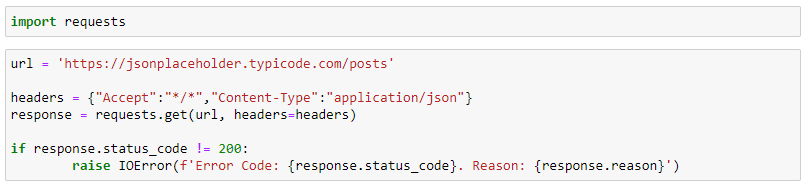 import requests
url = 'https://jsonplaceholder.typicode.com/posts'
headers = {"Accept":"*/*","Content-Type":"application/json"}
response = requests.get(url, headers=headers)
if response.status_code != 200:
        raise IOError(f'Error Code: {response.status_code}. Reason: {response.reason}')